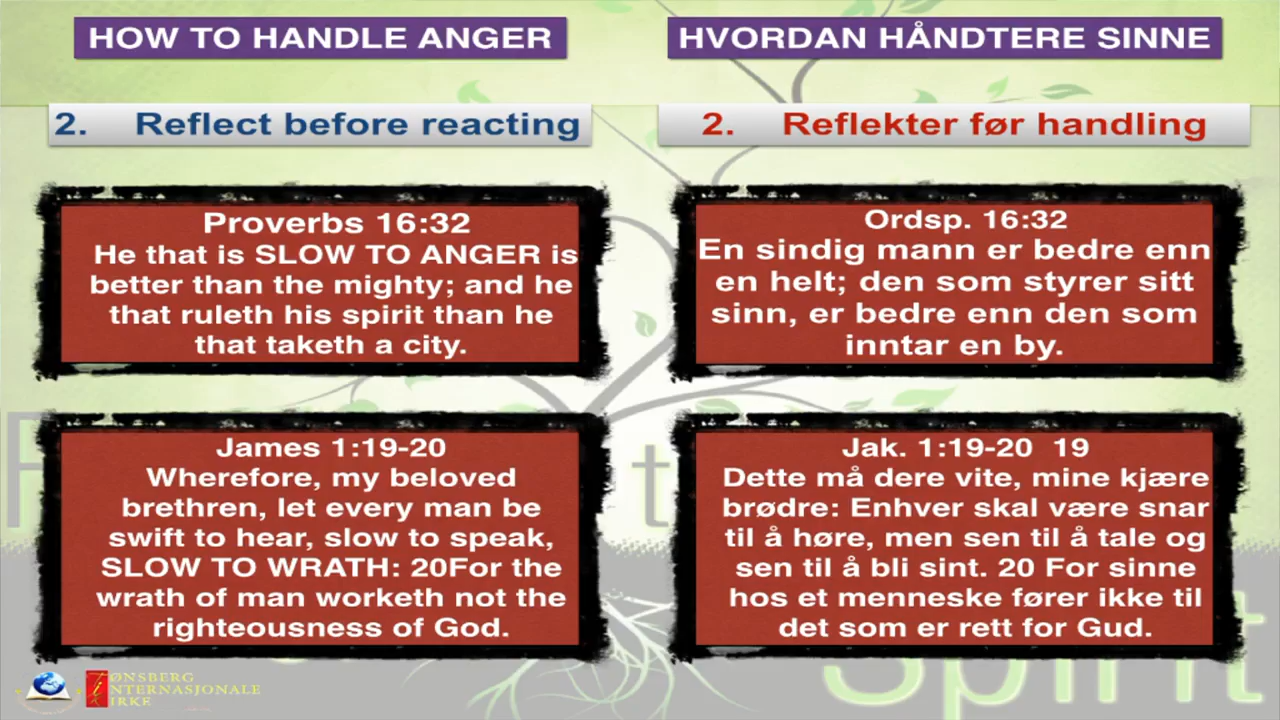 HOW TO HANDLE ANGER
2. Reflect before reacting
Proverbs 16:32
He that is SLOW TO ANGER is
better than the mighty; and he
that ruleth his spirit than he
that taketh a city.
James 1:19-20
Wherefore, my beloved
brethren, let every man be
swift to hear, slow to speak,
SLOW TO WRATH: 20For the
wrath of man worketh not the
righteousness of God.
HVORDAN HÅNDTERE SINNE
2. Reflekter før handling
Ordsp. 16:32
En sindig mann er bedre enn
en helt; den som styrer sitt
sinn, er bedre enn den som
inntar en by.
Jak. 1:19-20 19
Dette må dere vite, mine kjære
brødre: Enhver skal være snar
til å høre, men sen til å tale og
sen til å bli sint. 20 For sinne
hos et menneske fører ikke til
det som er rett for Gud.
Spirit
TØNSBERG
INTERNASJONALE
KIRKE